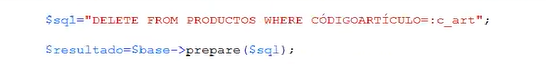 $sql="DELETE FROM PRODUCTOS WHERE CÓDIGOARTÍCULO=:c_art";
$resultado=$base->prepare($sql);